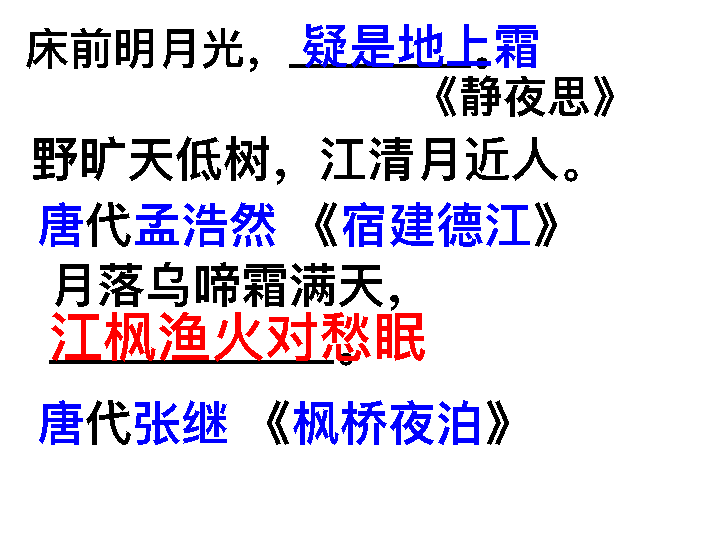 床前明月光，疑是地上霜。
《静夜思》
野旷天低树，江清月近人。
唐代孟浩然 《宿建德江》
月落乌啼霜满天，
江枫渔火对愁眠。
唐代张继 《枫桥夜泊》